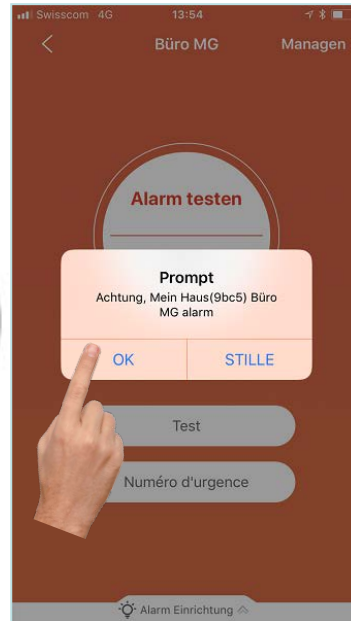 Swisscom 4G 13:54
Büro MG Managen
Alarm testen
Prompt
Achtung, Mein Haus(9bc5) Büro
MG alarm
OK STILLE
Test
Numéro d'urgence
Alarm Einrichtung